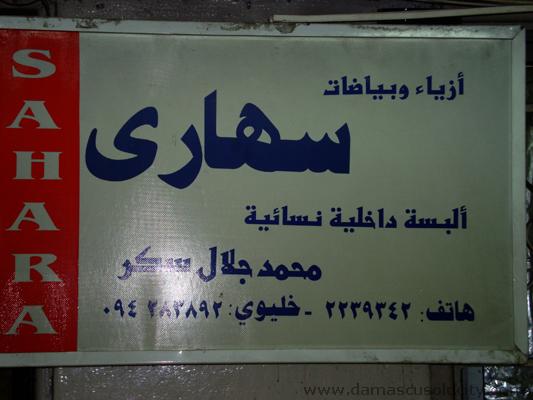 SAHARA
أزياء وبياضات
سهارى
ألبسة داخلية نسائية
محمد جلال سكر
هاتف: ٢٢٣٩٣٤٢ - خليوي: ٠٩٤ ٢٨٣٨٩٢